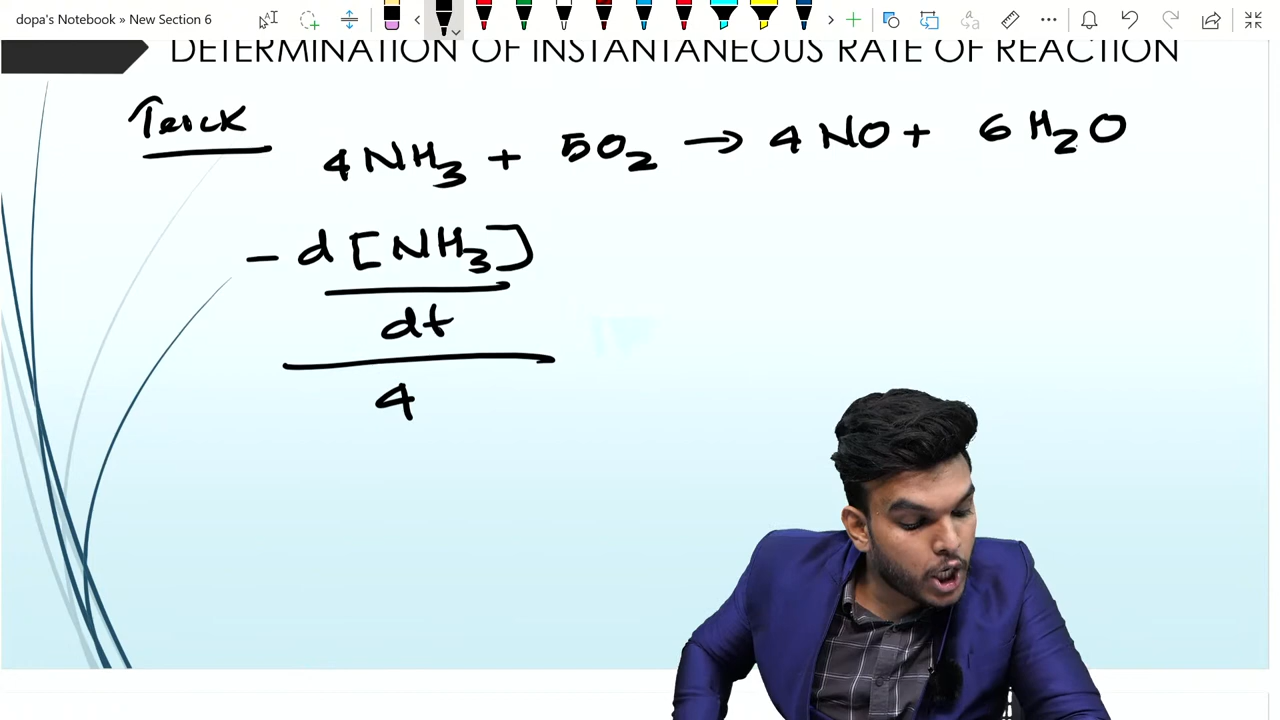 dopa's Notebook » New Section 6
DETERMINATION OF INSTANTANEOUS RATE OF REACTION
Trick
4NH₃ + 5O₂ → 4NO + 6H₂O
- d[NH₃]
dt
4